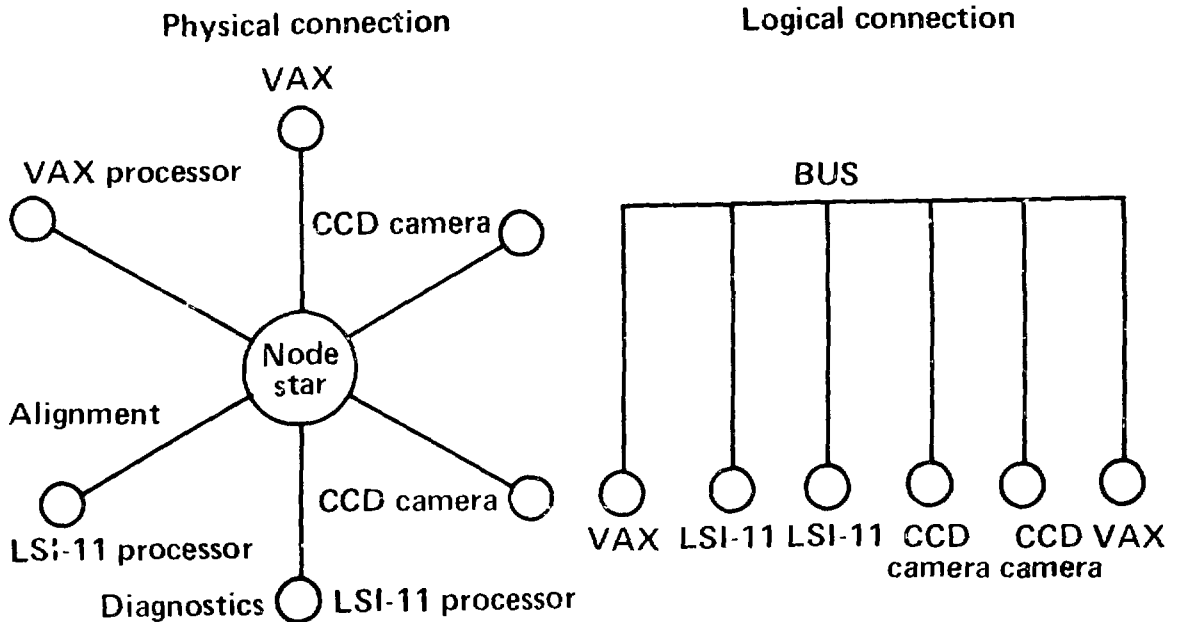 Physical connection
VAX
VAX processor
CCD camera
Node
star
Alignment
CCD camera
LSI-11 processor
Diagnostics
LSI-11 processor
Logical connection
BUS
VAX
LSI-11
LSI-11
CCD
camera
CCD
camera
VAX